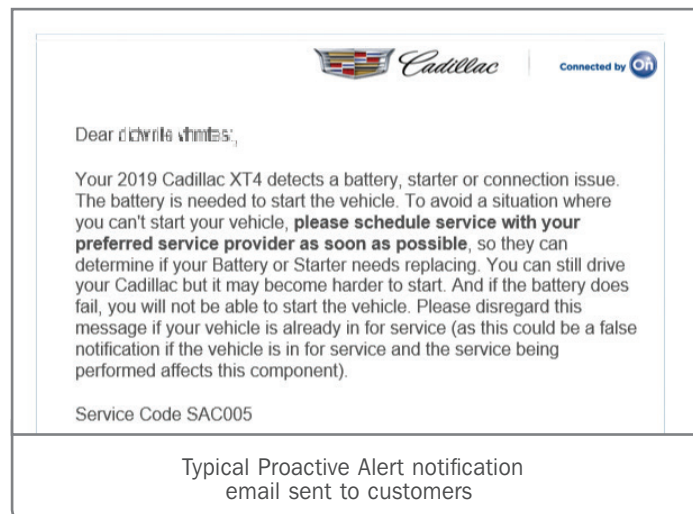 Cadillac
Connected by On
Dear
Your 2019 Cadillac XT4 detects a battery, starter or connection issue.
The battery is needed to start the vehicle. To avoid a situation where
you can't start your vehicle, please schedule service with your
preferred service provider as soon as possible, so they can
determine if your Battery or Starter needs replacing. You can still drive
your Cadillac but it may become harder to start. And if the battery does
fail, you will not be able to start the vehicle. Please disregard this
message if your vehicle is already in for service (as this could be a false
notification if the vehicle is in for service and the service being
performed affects this component).
Service Code SAC005
Typical Proactive Alert notification
email sent to customers